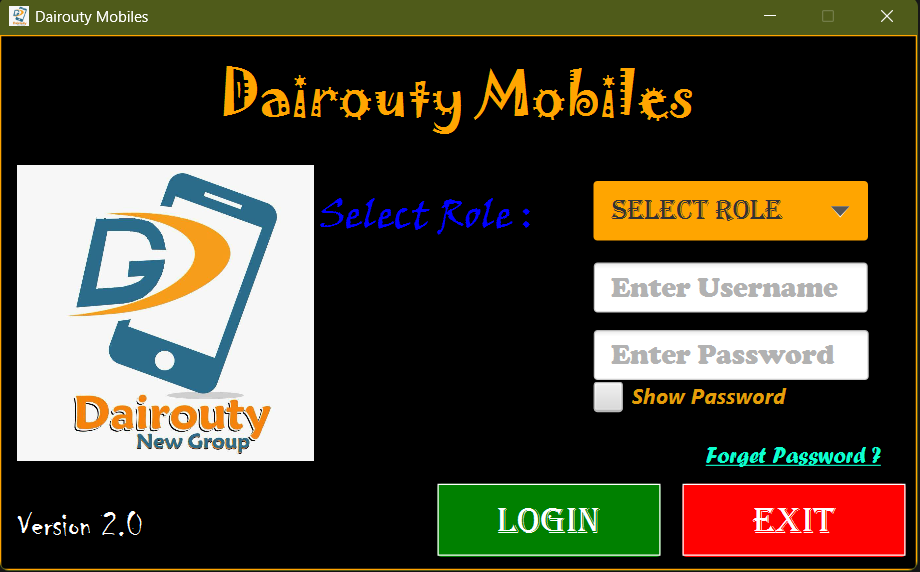 Dairouty Mobiles
Dairouty Mobiles
Select Role :
SELECT ROLE
Enter Username
Enter Password
Show Password
DG
Dairouty
New Group
Forget Password ?
Version 2.0
LOGIN
EXIT